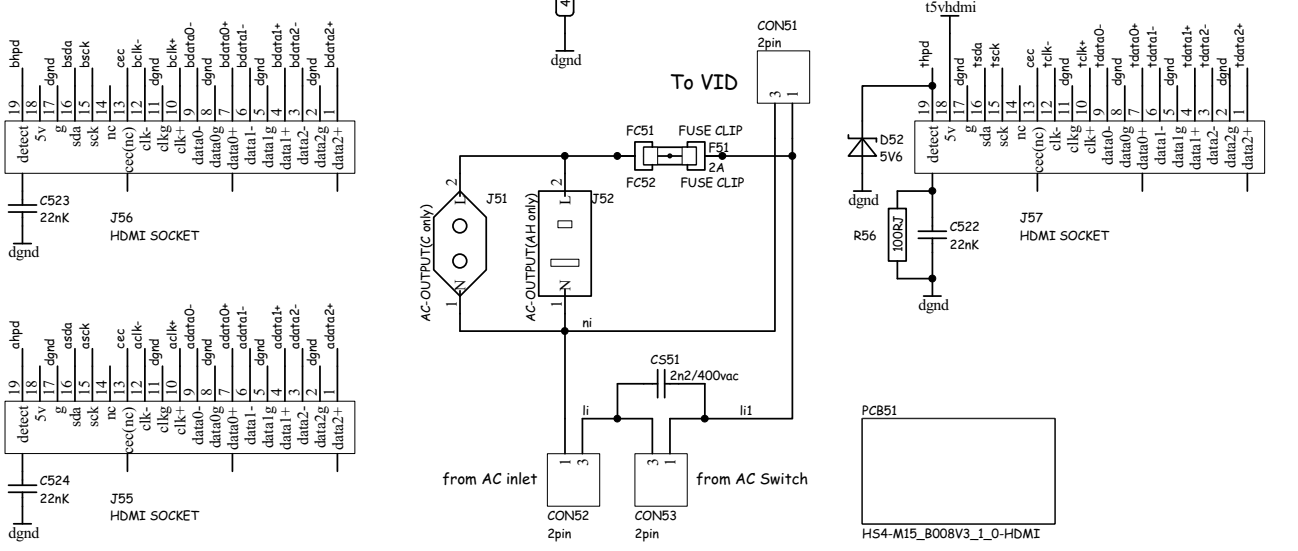 4
dgnd
bhpd
dgnd
bsda
bsck
cec
bclk-
dgnd
bclk+
bdata0-
dgnd
bdata0+
bdata1-
dgnd
bdata1+
bdata2-
dgnd
bdata2+
19
18
17
16
15
14
13
12
11
10
9
8
7
6
5
4
3
2
1
detect
5v
g
sda
sck
nc
cec(nc)
clk-
clkg
clk+
data0-
data0g
data0+
data1-
data1g
data1+
data2-
data2g
data2+
C523
22nK
dgnd
J56
HDMI SOCKET
ahpd
dgnd
asda
asck
cec
aclk-
dgnd
aclk+
adata0-
dgnd
adata0+
adata1-
dgnd
adata1+
adata2-
dgnd
adata2+
19
18
17
16
15
14
13
12
11
10
9
8
7
6
5
4
3
2
1
detect
5v
g
sda
sck
nc
cec(nc)
clk-
clkg
clk+
data0-
data0g
data0+
data1-
data1g
data1+
data2-
data2g
data2+
C524
22nK
dgnd
J55
HDMI SOCKET
CON51
2pin
To VID
3
1
FC51
FUSE CLIP
F51
2A
FC52
FUSE CLIP
2
L
J51
N
1
AC-OUTPUT(C only)
2
L
J52
N
1
AC-OUTPUT(AH only)
ni
CS51
2n2/400vac
li
li1
1
3
3
1
from AC inlet
from AC Switch
CON52
2pin
CON53
2pin
t5vhdmi
thpd
dgnd
tsda
tsck
cec
tclk-
dgnd
tclk+
tdata0-
dgnd
tdata0+
tdata1-
dgnd
tdata1+
tdata2-
dgnd
tdata2+
19
18
17
16
15
14
13
12
11
10
9
8
7
6
5
4
3
2
1
detect
5v
g
sda
sck
nc
cec(nc)
clk-
clkg
clk+
data0-
data0g
data0+
data1-
data1g
data1+
data2-
data2g
data2+
D52
5V6
dgnd
R56
100RJ
C522
22nK
dgnd
J57
HDMI SOCKET
PCB51
HS4-M15_B008V3_1_0-HDMI